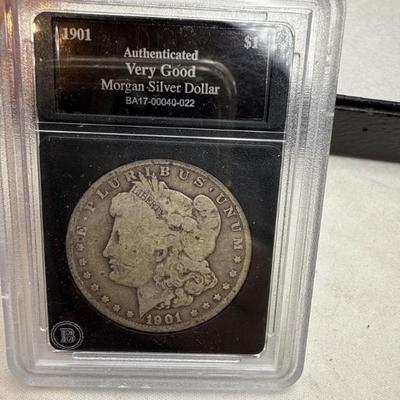 1901 $1
Authenticated
Very Good
Morgan Silver Dollar
BA17-00040-022
E·PLURIBUS·UNUM
LIBERTY
1901
B